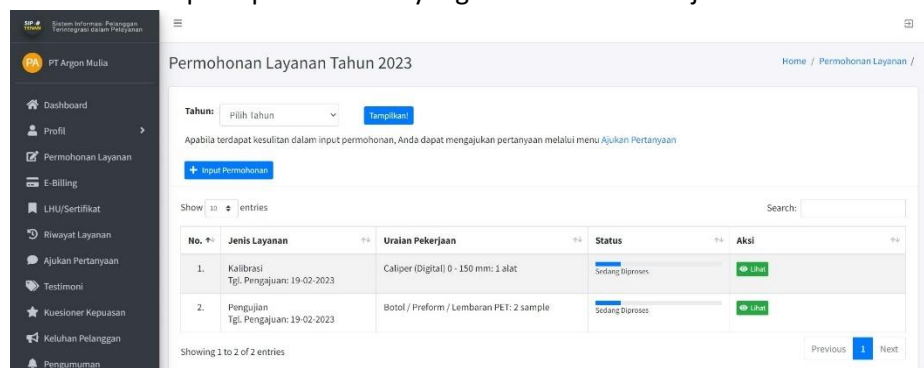 SIP
TENAN
Sistem Informasi Pelanggan
Terintegrasi dalam Pelayanan
PA PT Argon Mulia
Dashboard
Profil
Permohonan Layanan
E-Billing
LHU/Sertifikat
Riwayat Layanan
Ajukan Pertanyaan
Testimoni
Kuesioner Kepuasan
Keluhan Pelanggan
Pengumuman
Permohonan Layanan Tahun 2023
Home / Permohonan Layanan /
Tahun: Pilih Tahun Tampilkan!
Apabila terdapat kesulitan dalam input permohonan, Anda dapat mengajukan pertanyaan melalui menu Ajukan Pertanyaan
+ Input Permohonan
Show 10 entries
Search:
No. Jenis Layanan Uraian Pekerjaan Status Aksi
1. Kalibrasi Caliper (Digital) 0 - 150 mm: 1 alat Sedang Diproses Lihat
Tgl. Pengajuan: 19-02-2023
2. Pengujian Botol / Preform / Lembaran PET: 2 sample Sedang Diproses Lihat
Tgl. Pengajuan: 19-02-2023
Showing 1 to 2 of 2 entries
Previous 1 Next